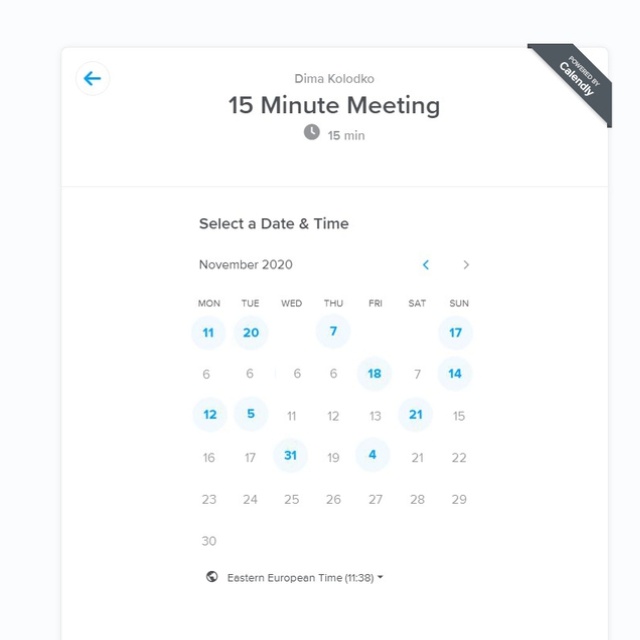 POWERED BY
Calendly
Dima Kolodko
15 Minute Meeting
15 min
Select a Date & Time
November 2020
MON TUE WED THU FRI SAT SUN
11 20 7 17
6 6 6 6 18 7 14
12 5 11 12 13 21 15
16 17 31 19 4 21 22
23 24 25 26 27 28 29
30
Eastern European Time (11:38)